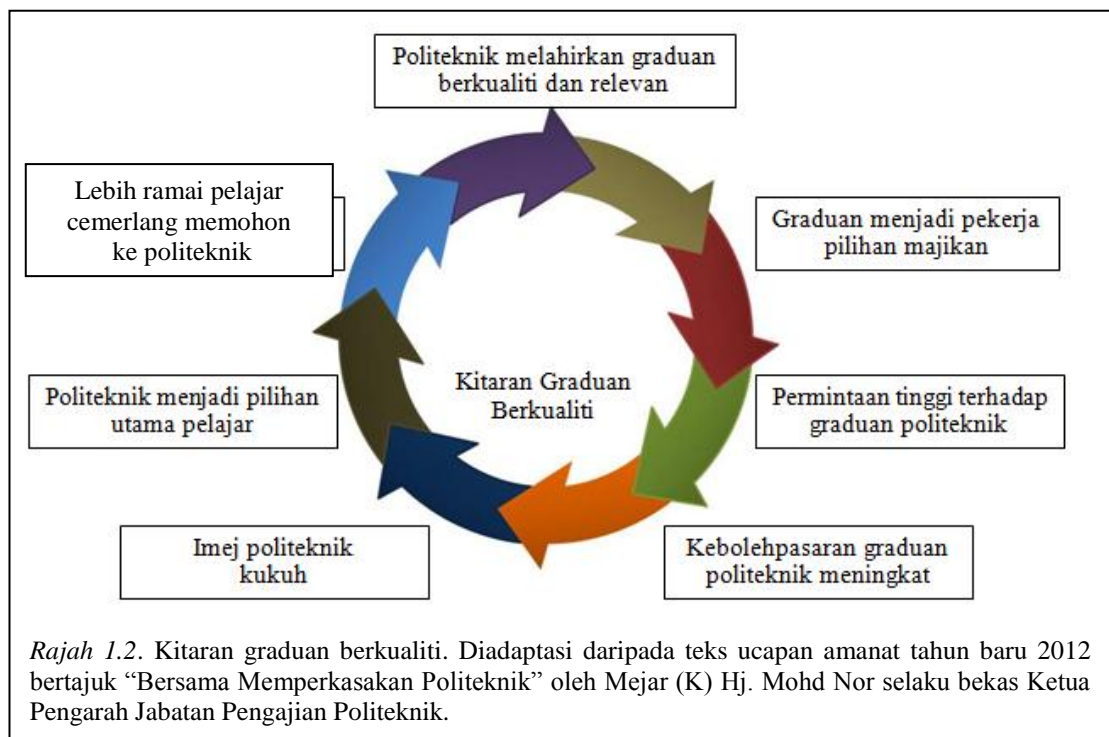 Politeknik melahirkan graduan
berkualiti dan relevan
Graduan menjadi pekerja
pilihan majikan
Permintaan tinggi terhadap
graduan politeknik
Kebolehpasaran graduan
politeknik meningkat
Imej politeknik
kukuh
Politeknik menjadi pilihan
utama pelajar
Lebih ramai pelajar
cemerlang memohon
ke politeknik
Kitaran Graduan
Berkualiti
Rajah 1.2. Kitaran graduan berkualiti. Diadaptasi daripada teks ucapan amanat tahun baru 2012
bertajuk “Bersama Memperkasakan Politeknik” oleh Mejar (K) Hj. Mohd Nor selaku bekas Ketua
Pengarah Jabatan Pengajian Politeknik.